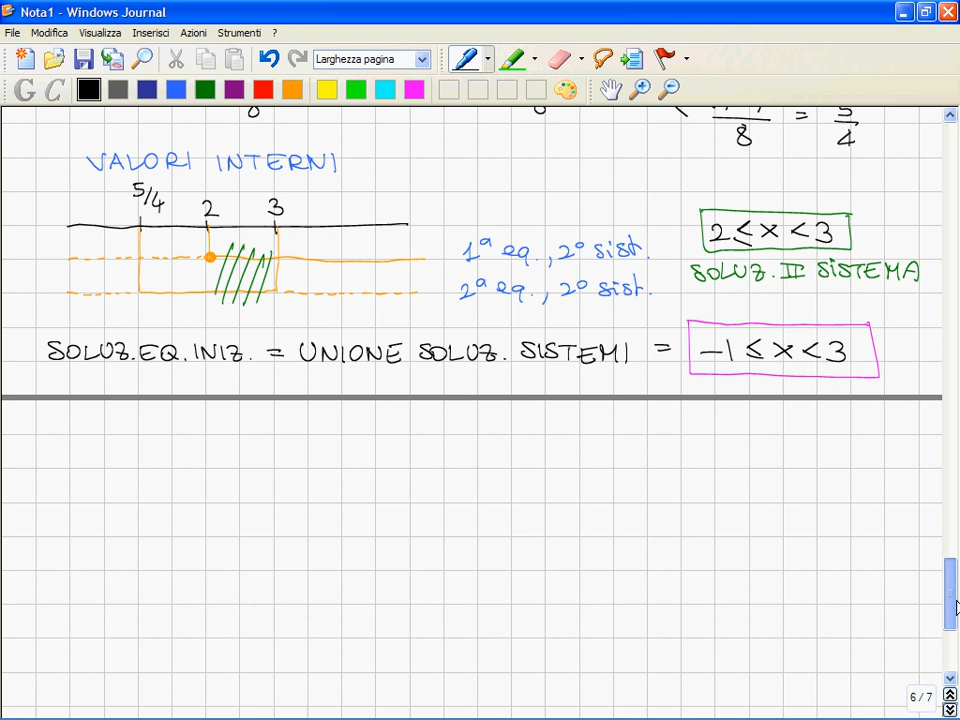 Nota1 - Windows Journal
File Modifica Visualizza Inserisci Azioni Strumenti ?
Larghezza pagina
8 = 5/4
VALORI INTERNI
5/4 2 3
2 ≤ x < 3
1ª eq., 2° sist.
SOLUZ. II SISTEMA
2ª eq., 2° sist.
SOLUZ. EQ. INIZ. = UNIONE SOLUZ. SISTEMI = -1 ≤ x < 3
6 / 7